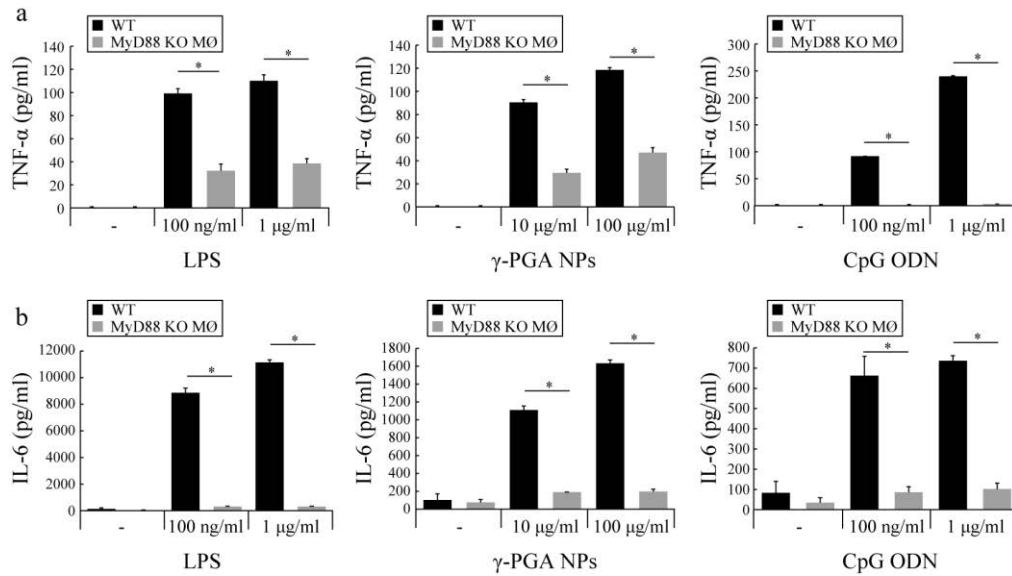 a
WT
MyD88 KO MØ
TNF-α (pg/ml)
140
120
100
80
60
40
20
0
*
*
-
100 ng/ml
1 μg/ml
LPS
WT
MyD88 KO MØ
TNF-α (pg/ml)
140
120
100
80
60
40
20
0
*
*
-
10 μg/ml
100 μg/ml
γ-PGA NPs
WT
MyD88 KO MØ
TNF-α (pg/ml)
300
250
200
150
100
50
0
*
*
-
100 ng/ml
1 μg/ml
CpG ODN
b
WT
MyD88 KO MØ
IL-6 (pg/ml)
12000
10000
8000
6000
4000
2000
0
*
*
-
100 ng/ml
1 μg/ml
LPS
WT
MyD88 KO MØ
IL-6 (pg/ml)
1800
1600
1400
1200
1000
800
600
400
200
0
*
*
-
10 μg/ml
100 μg/ml
γ-PGA NPs
WT
MyD88 KO MØ
IL-6 (pg/ml)
800
700
600
500
400
300
200
100
0
*
*
-
100 ng/ml
1 μg/ml
CpG ODN